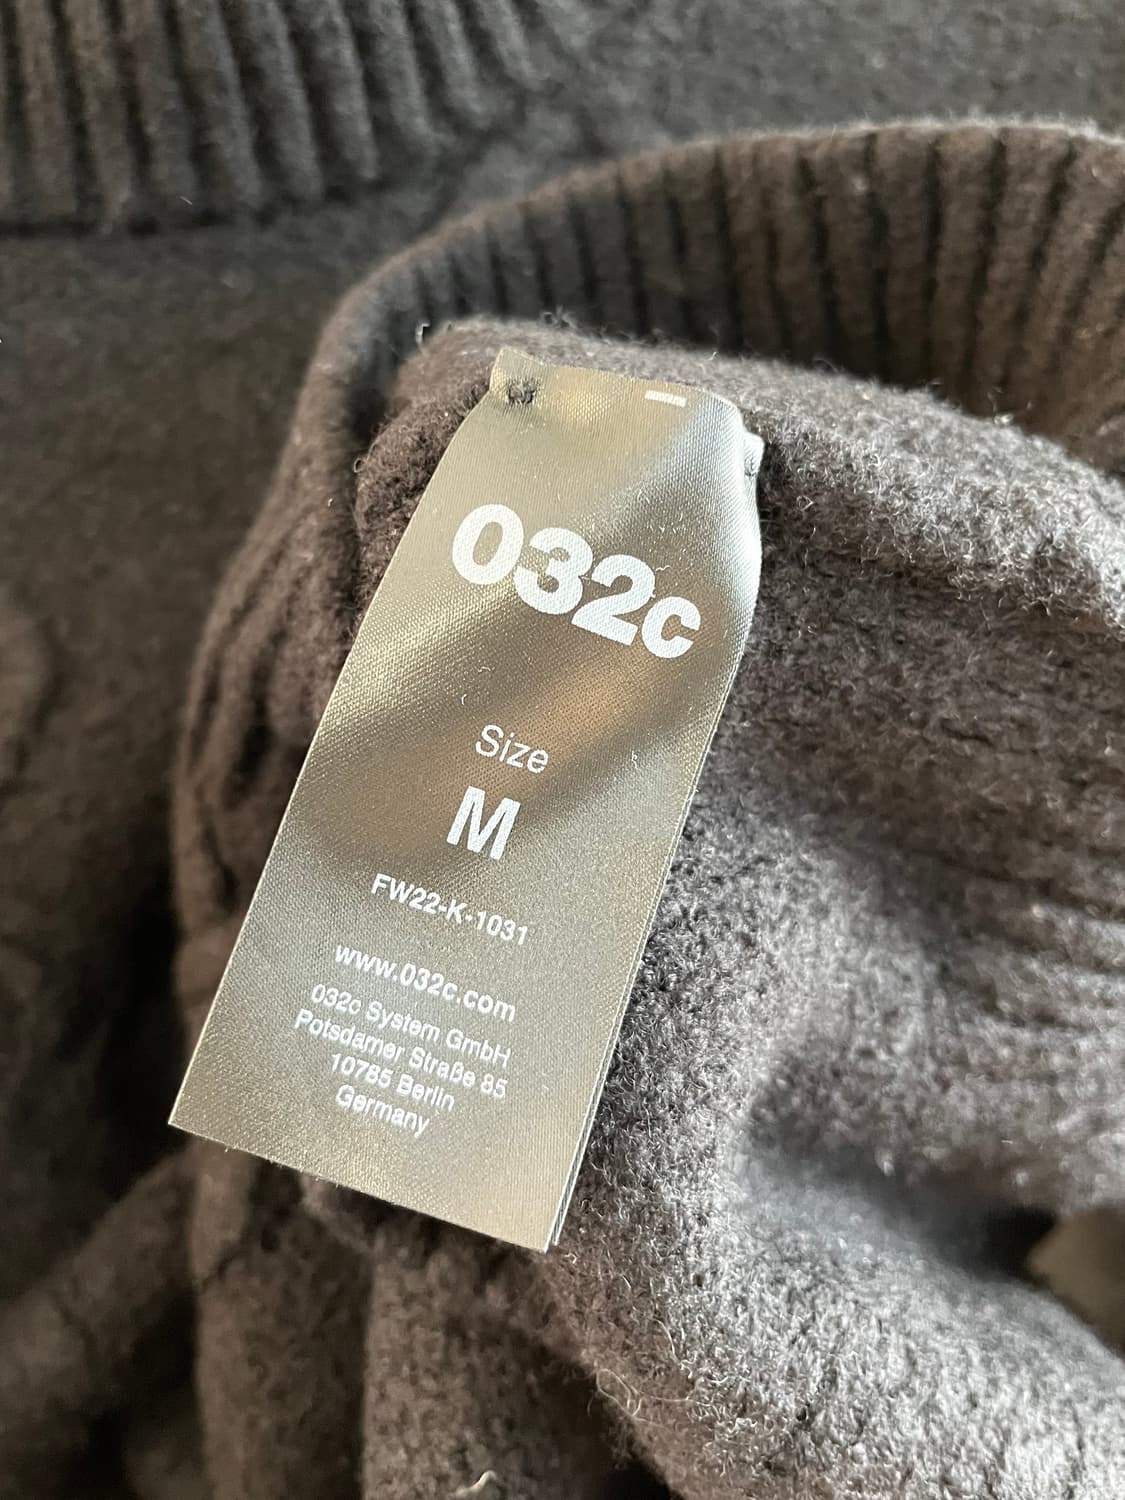 032c
Size
M
FW22-K-1031
www.032c.com
032c System GmbH
Potsdamer Straße 85
10785 Berlin
Germany